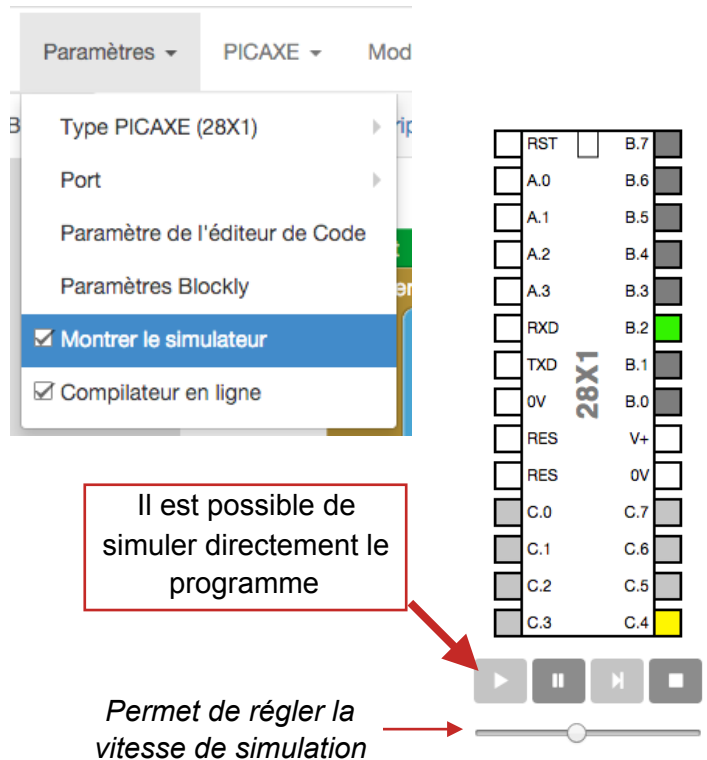 Paramètres PICAXE Mod
B
Type PICAXE (28X1)
rip
Port
Paramètre de l'éditeur de Code
Paramètres Blockly
Montrer le simulateur
Compilateur en ligne
RST B.7
A.0 B.6
A.1 B.5
A.2 B.4
A.3 B.3
RXD B.2
TXD B.1
0V B.0
RES V+
RES 0V
C.0 C.7
C.1 C.6
C.2 C.5
C.3 C.4
28X1
Il est possible de
simuler directement le
programme
Permet de régler la
vitesse de simulation